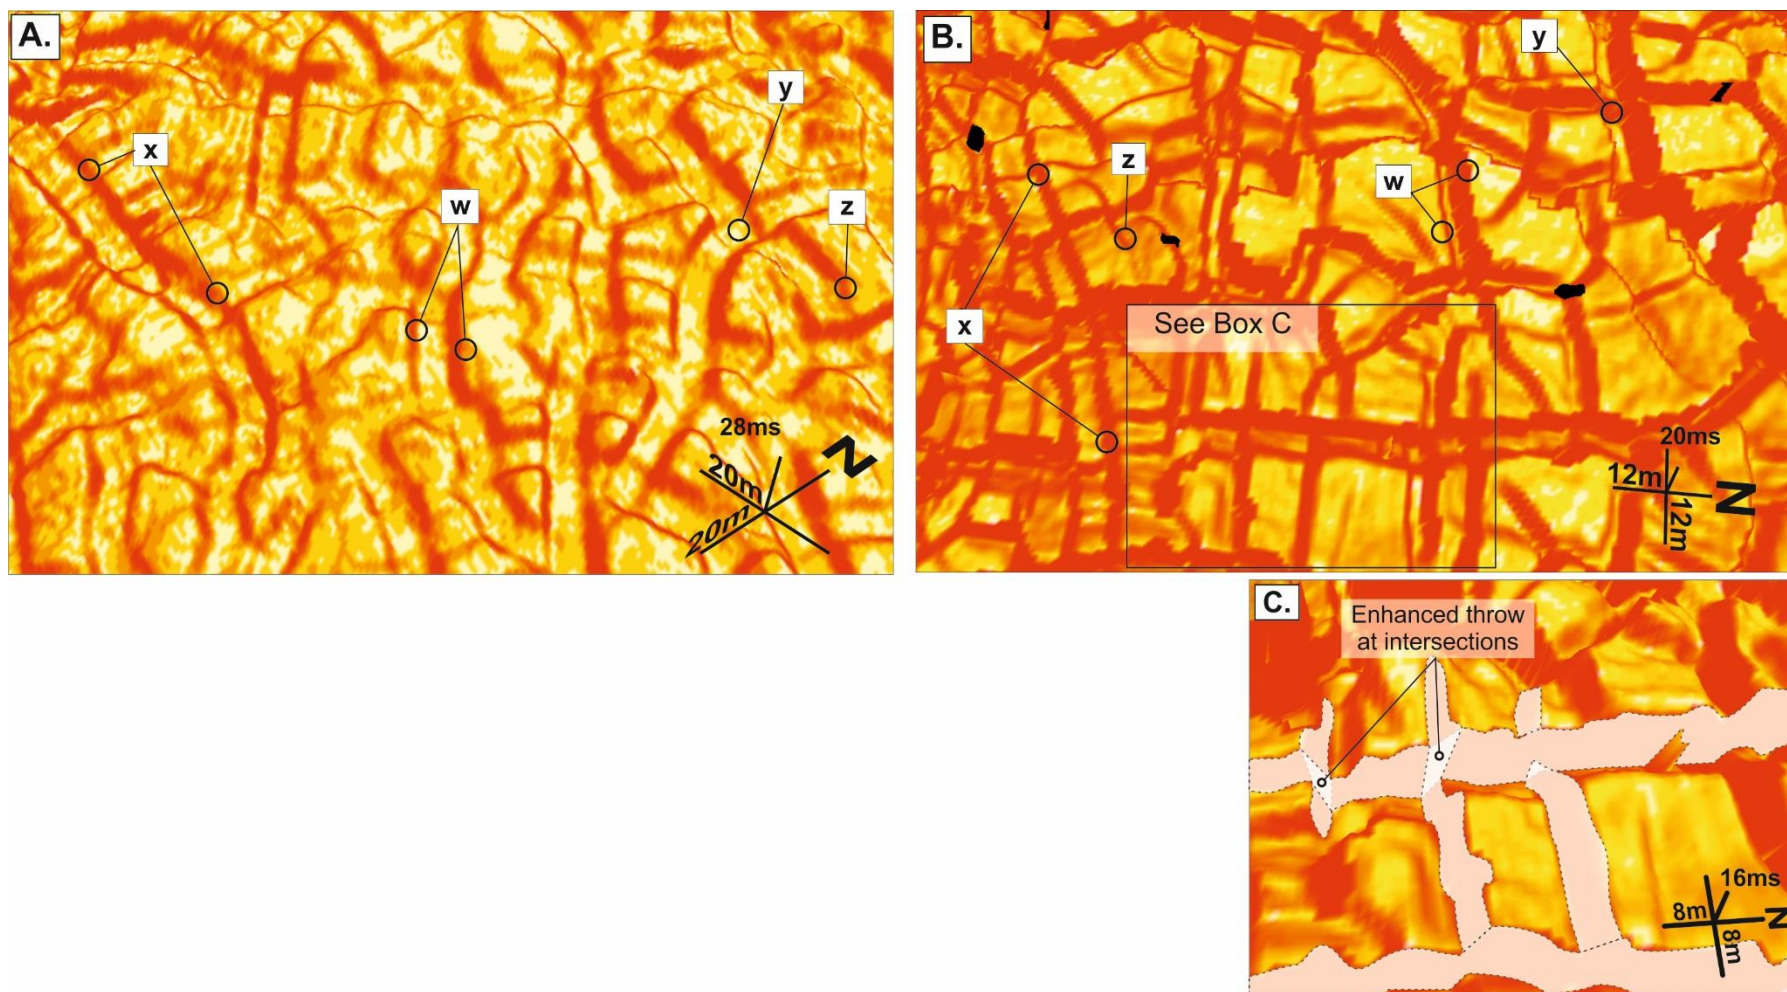 A.
x
w
y
z
28ms
20m
20m
N
B.
y
z
w
x
See Box C
20ms
12m
12m
N
C.
Enhanced throw
at intersections
16ms
8m
8m
N